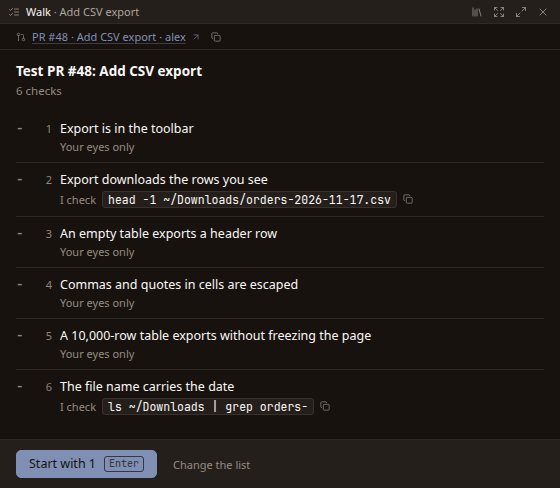 Walk · Add CSV export
PR #48 · Add CSV export · alex
Test PR #48: Add CSV export
6 checks
- 1 Export is in the toolbar
Your eyes only
- 2 Export downloads the rows you see
I check head -1 ~/Downloads/orders-2026-11-17.csv
- 3 An empty table exports a header row
Your eyes only
- 4 Commas and quotes in cells are escaped
Your eyes only
- 5 A 10,000-row table exports without freezing the page
Your eyes only
- 6 The file name carries the date
I check ls ~/Downloads | grep orders-
Start with 1 Enter Change the list